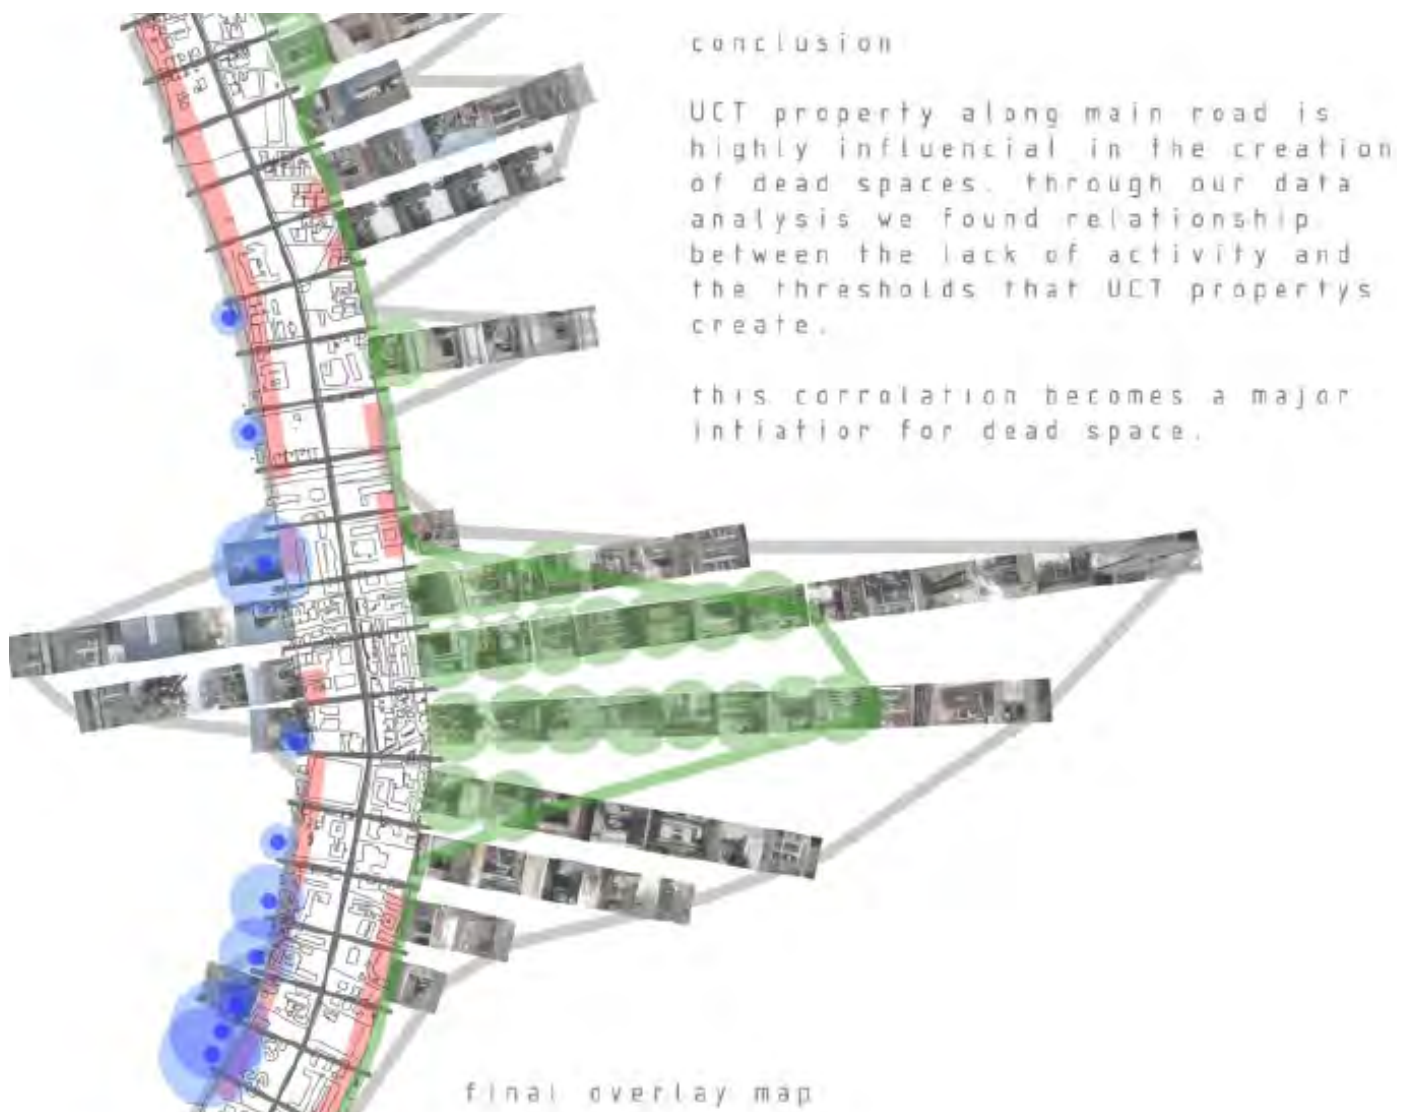 conclusion
UCT property along main road is
highly influencial in the creation
of dead spaces. through our data
analysis we found relationship
between the lack of activity and
the thresholds that UCT propertys
create.
this corrolation becomes a major
intiatior for dead space.
final overlay map